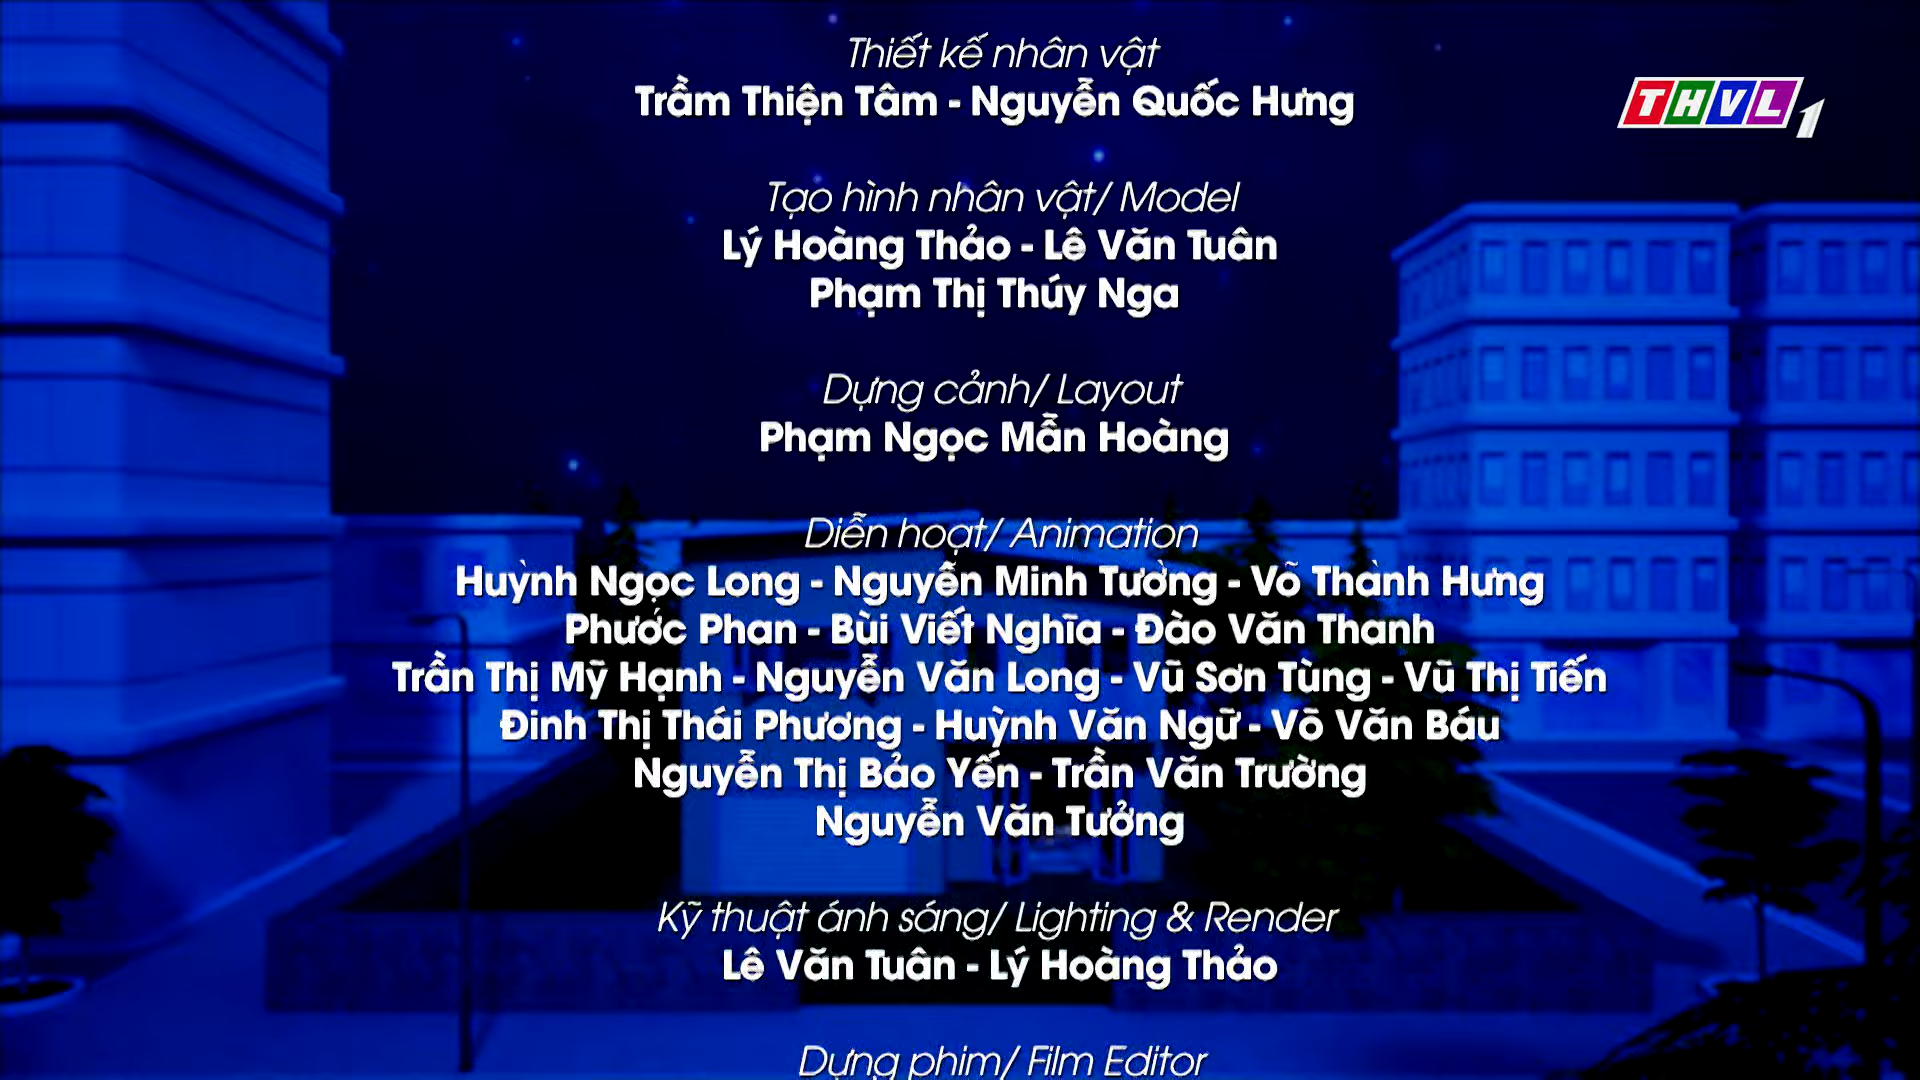 Thiết kế nhân vật
Trầm Thiện Tâm - Nguyễn Quốc Hưng
THVL1
Tạo hình nhân vật/ Model
Lý Hoàng Thảo - Lê Văn Tuân
Phạm Thị Thúy Nga
Dựng cảnh/ Layout
Phạm Ngọc Mẫn Hoàng
Diễn hoạt/ Animation
Huỳnh Ngọc Long - Nguyễn Minh Tường - Võ Thành Hưng
Phước Phan - Bùi Viết Nghĩa - Đào Văn Thanh
Trần Thị Mỹ Hạnh - Nguyễn Văn Long - Vũ Sơn Tùng - Vũ Thị Tiến
Đinh Thị Thái Phương - Huỳnh Văn Ngữ - Võ Văn Báu
Nguyễn Thị Bảo Yến - Trần Văn Trường
Nguyễn Văn Tưởng
Kỹ thuật ánh sáng/ Lighting & Render
Lê Văn Tuân - Lý Hoàng Thảo
Dựng phim/ Film Editor